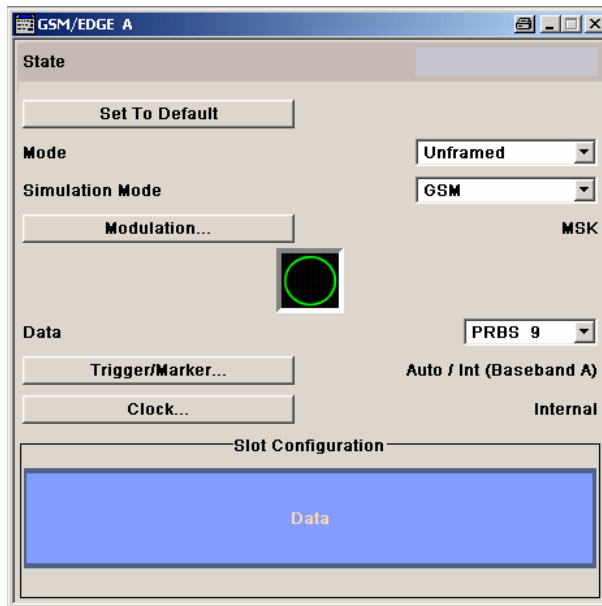 GSM/EDGE A
State
Set To Default
Mode Unframed
Simulation Mode GSM
Modulation... MSK
Data PRBS 9
Trigger/Marker... Auto / Int (Baseband A)
Clock... Internal
Slot Configuration
Data